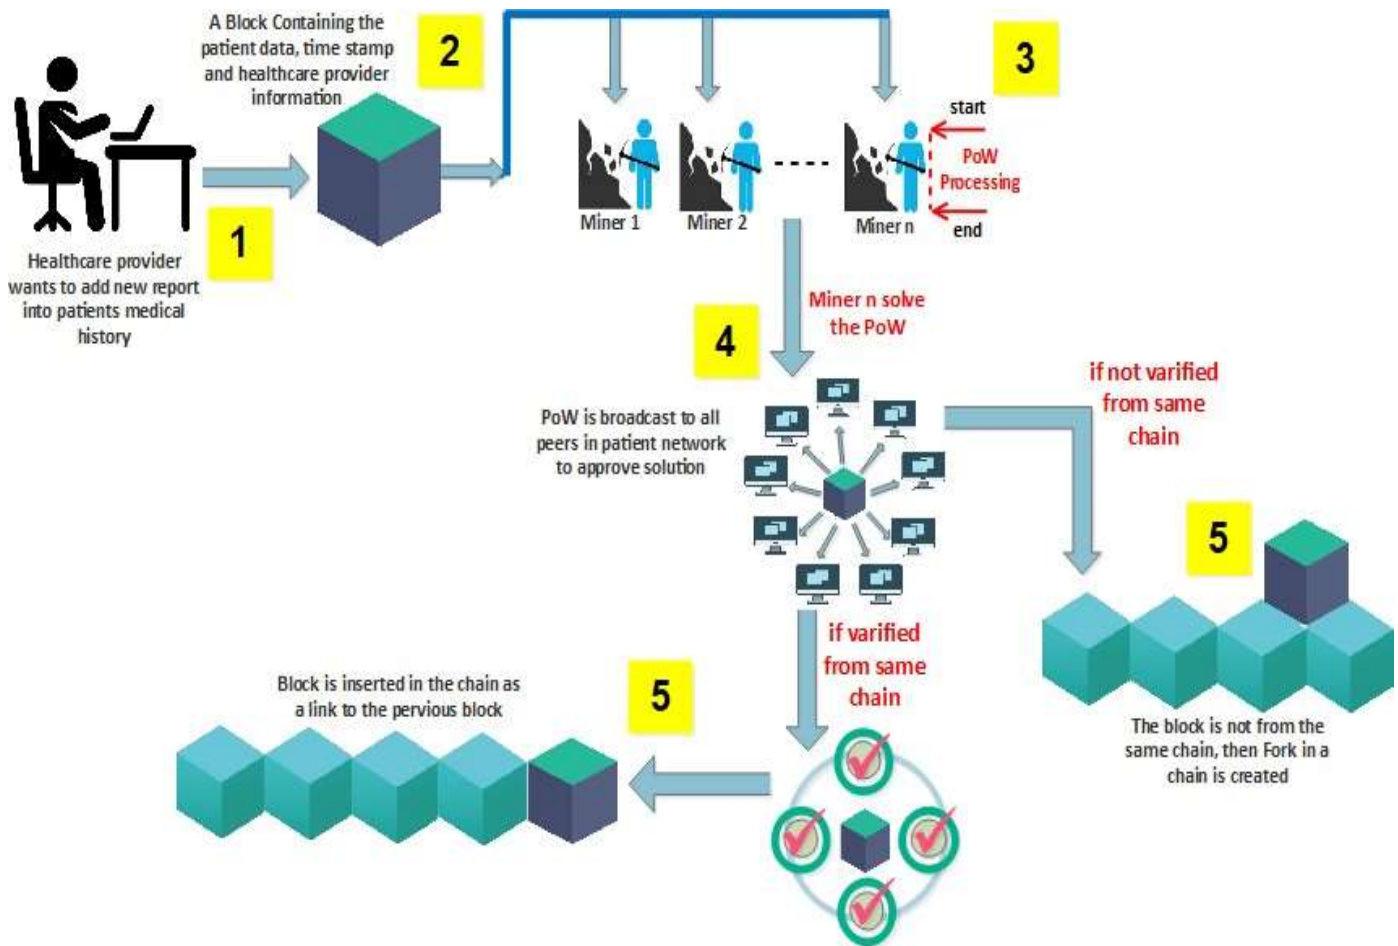 A Block Containing the
patient data, time stamp
and healthcare provider
information
2
3
start
PoW
Processing
end
Miner 1
Miner 2
Miner n
1
Healthcare provider
wants to add new report
into patients medical
history
Miner n solve
the PoW
4
PoW is broadcast to all
peers in patient network
to approve solution
if not varified
from same
chain
5
The block is not from the
same chain, then Fork in a
chain is created
if varified
from same
chain
5
Block is inserted in the chain as
a link to the pervious block